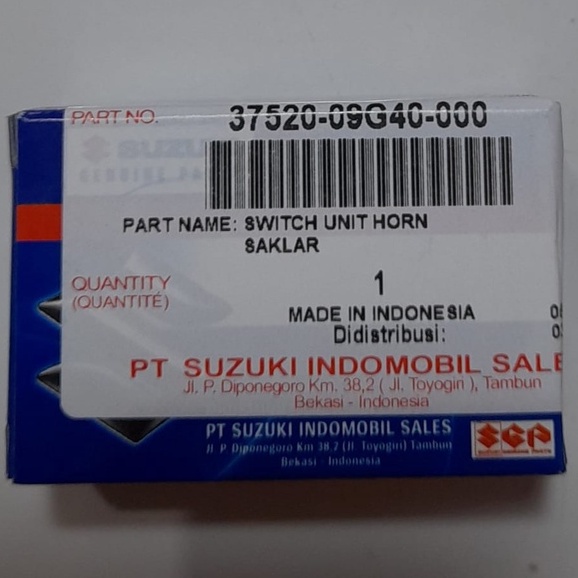 PART NO. 37520-09G40-000
PART NAME: SWITCH UNIT HORN
SAKLAR
QUANTITY 1
(QUANTITÉ)
MADE IN INDONESIA
Didistribusi:
PT SUZUKI INDOMOBIL SALE
Jl. P. Diponegoro Km. 38,2 ( Jl. Toyogiri ), Tambun
Bekasi - Indonesia
PT SUZUKI INDOMOBIL SALES
Jl. P. Diponegoro Km 38,2 (Jl. Toyogiri) Tambun
Bekasi - Indonesia
SGP
SUZUKI GENUINE PARTS